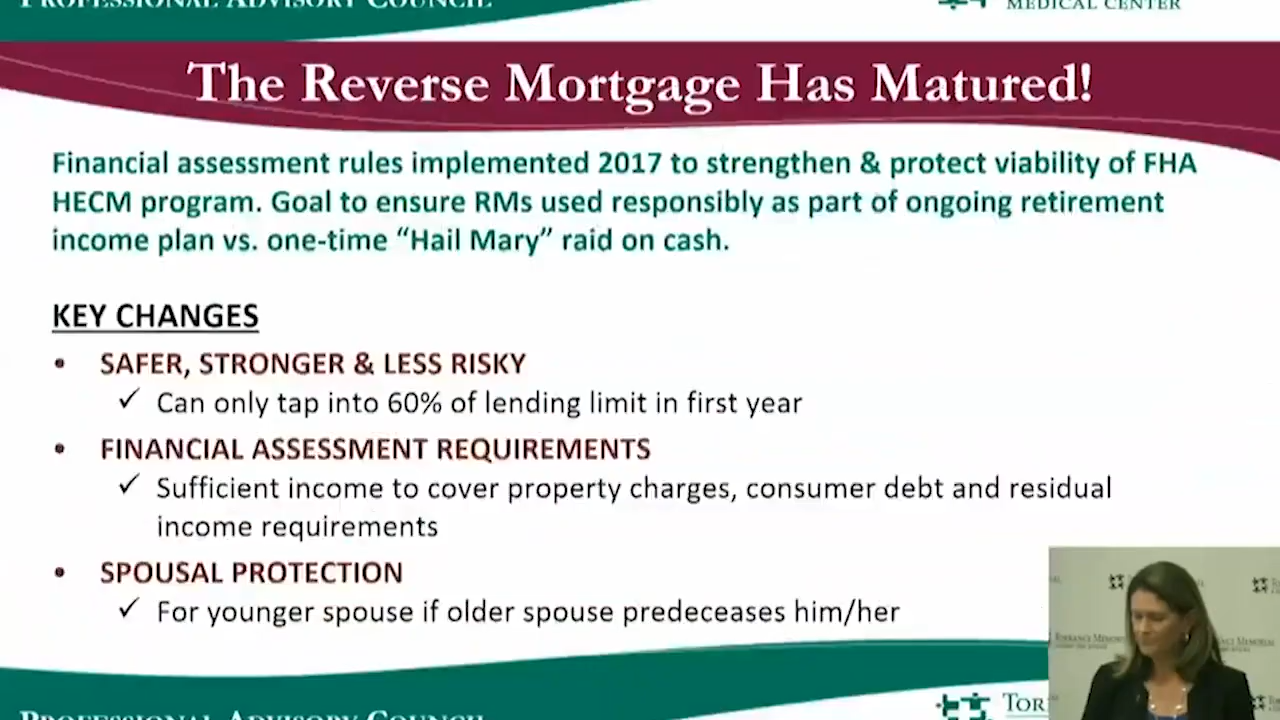 PROFESSIONAL ADVISORY COUNCIL
MEDICAL CENTER
The Reverse Mortgage Has Matured!
Financial assessment rules implemented 2017 to strengthen & protect viability of FHA
HECM program. Goal to ensure RMs used responsibly as part of ongoing retirement
income plan vs. one-time “Hail Mary” raid on cash.
KEY CHANGES
• SAFER, STRONGER & LESS RISKY
✓ Can only tap into 60% of lending limit in first year
• FINANCIAL ASSESSMENT REQUIREMENTS
✓ Sufficient income to cover property charges, consumer debt and residual
income requirements
• SPOUSAL PROTECTION
✓ For younger spouse if older spouse predeceases him/her
TORRANCE MEMORIAL
PROFESSIONAL ADVISORY COUNCIL
TOR